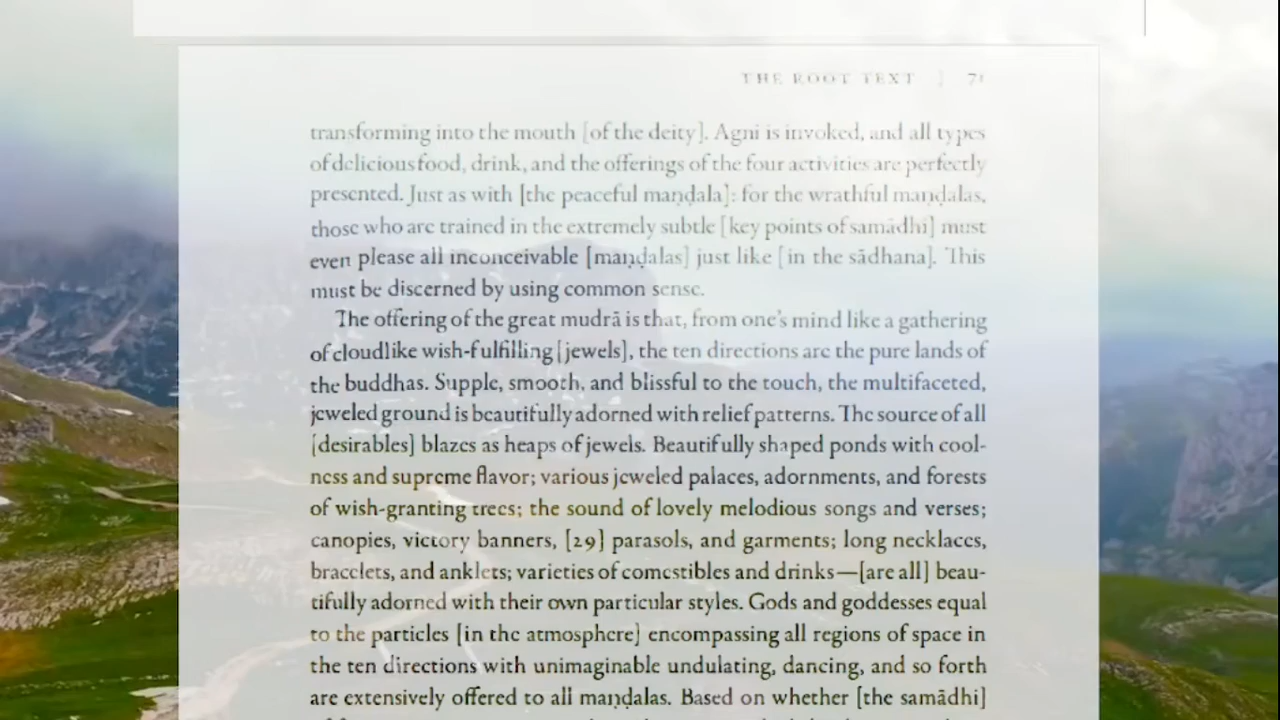 THE ROOT TEXT | 71
transforming into the mouth [of the deity]. Agni is invoked, and all types
of delicious food, drink, and the offerings of the four activities are perfectly
presented. Just as with [the peaceful maṇḍala]: for the wrathful maṇḍalas,
those who are trained in the extremely subtle [key points of samādhi] must
even please all inconceivable [maṇḍalas] just like [in the sādhana]. This
must be discerned by using common sense.
The offering of the great mudrā is that, from one's mind like a gathering
of cloudlike wish-fulfilling [jewels], the ten directions are the pure lands of
the buddhas. Supple, smooth, and blissful to the touch, the multifaceted,
jeweled ground is beautifully adorned with relief patterns. The source of all
[desirables] blazes as heaps of jewels. Beautifully shaped ponds with cool-
ness and supreme flavor; various jeweled palaces, adornments, and forests
of wish-granting trees; the sound of lovely melodious songs and verses;
canopies, victory banners, [29] parasols, and garments; long necklaces,
bracelets, and anklets; varieties of comestibles and drinks—[are all] beau-
tifully adorned with their own particular styles. Gods and goddesses equal
to the particles [in the atmosphere] encompassing all regions of space in
the ten directions with unimaginable undulating, dancing, and so forth
are extensively offered to all maṇḍalas. Based on whether [the samādhi]